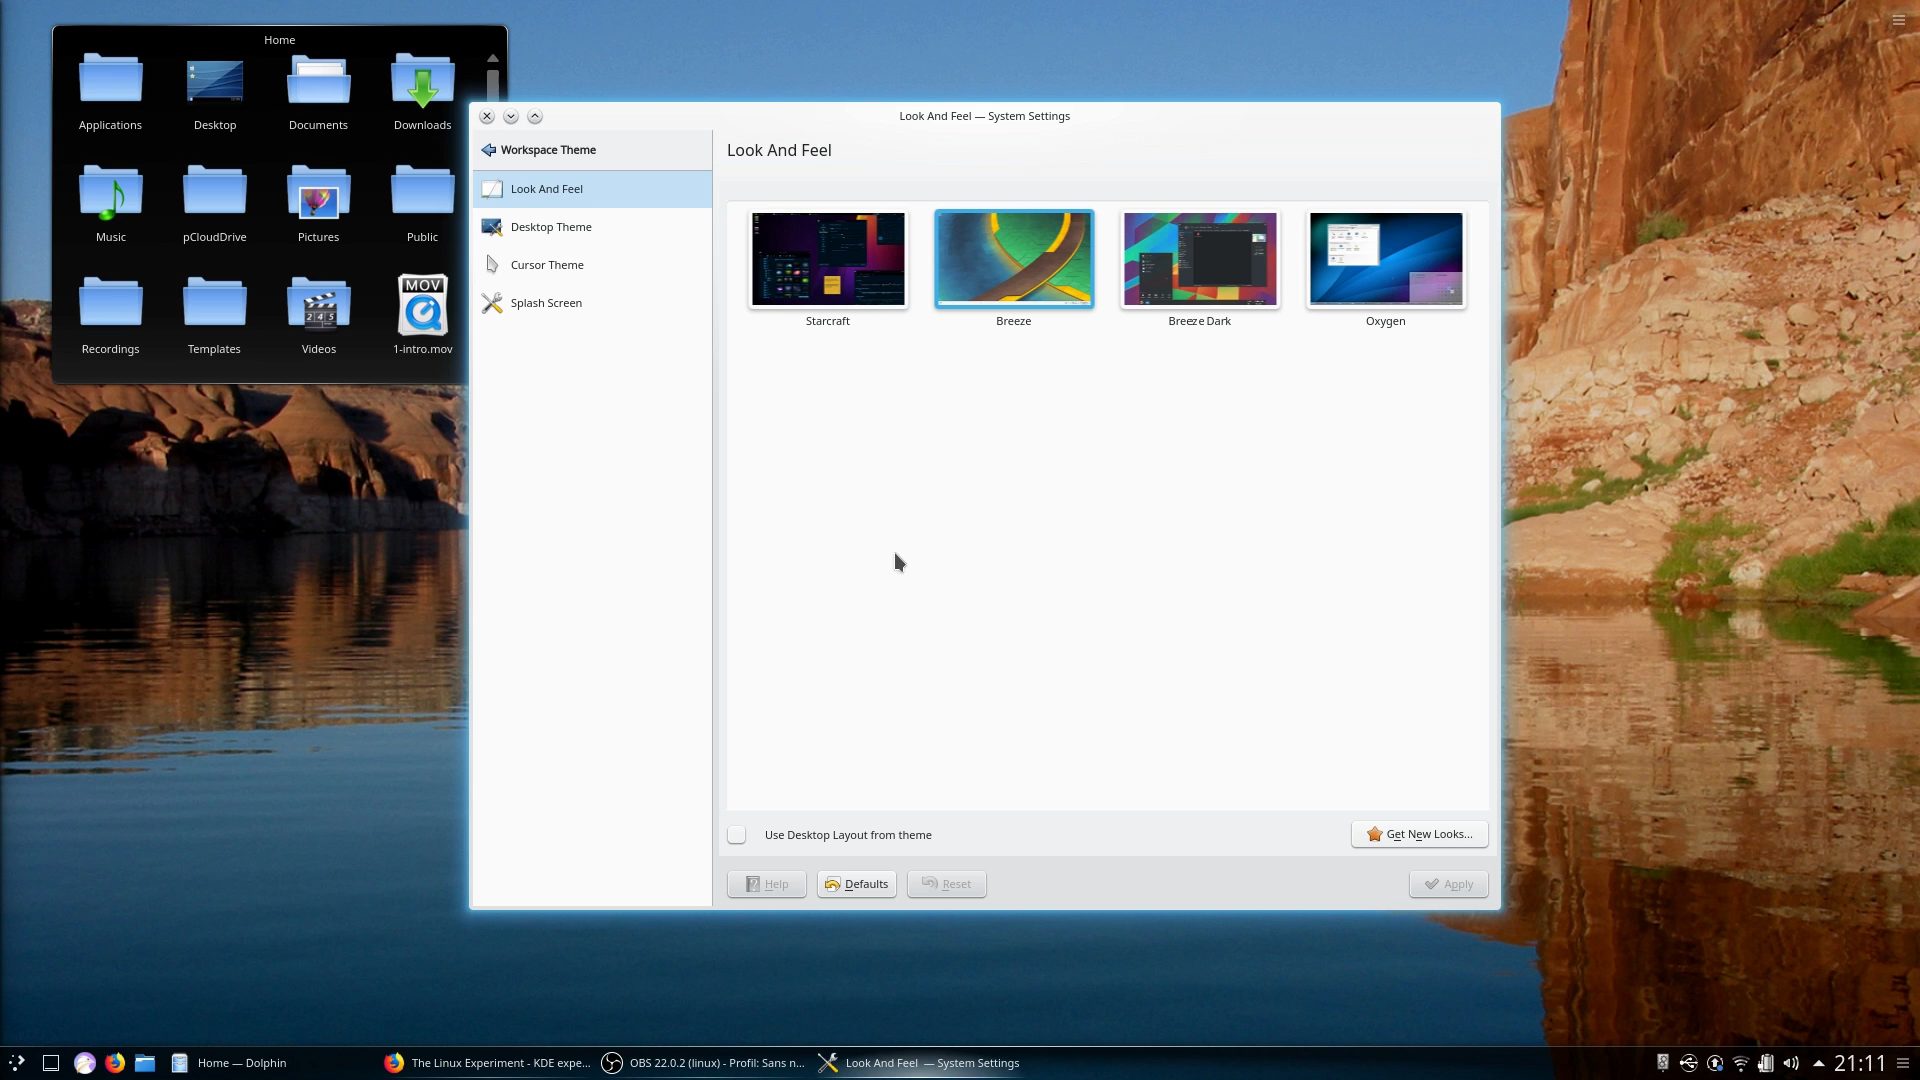 Home
Applications
Desktop
Documents
Downloads
Music
pCloudDrive
Pictures
Public
Recordings
Templates
Videos
MOV
1-intro.mov
Look And Feel — System Settings
Workspace Theme
Look And Feel
Desktop Theme
Cursor Theme
Splash Screen
Look And Feel
Starcraft
Breeze
Breeze Dark
Oxygen
Use Desktop Layout from theme
Get New Looks...
Help
Defaults
Reset
Apply
Home — Dolphin
The Linux Experiment - KDE expe...
OBS 22.0.2 (linux) - Profil: Sans n...
Look And Feel — System Settings
21:11